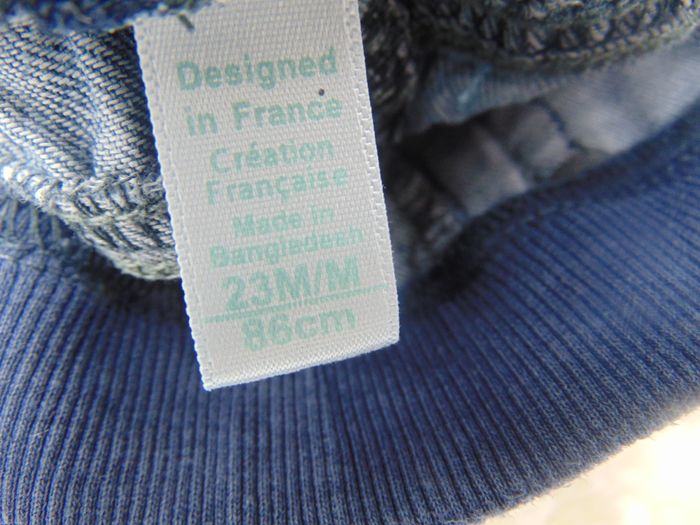 Designed
in France
Création
Française
Made in
Bangladesh
23M/M
86cm